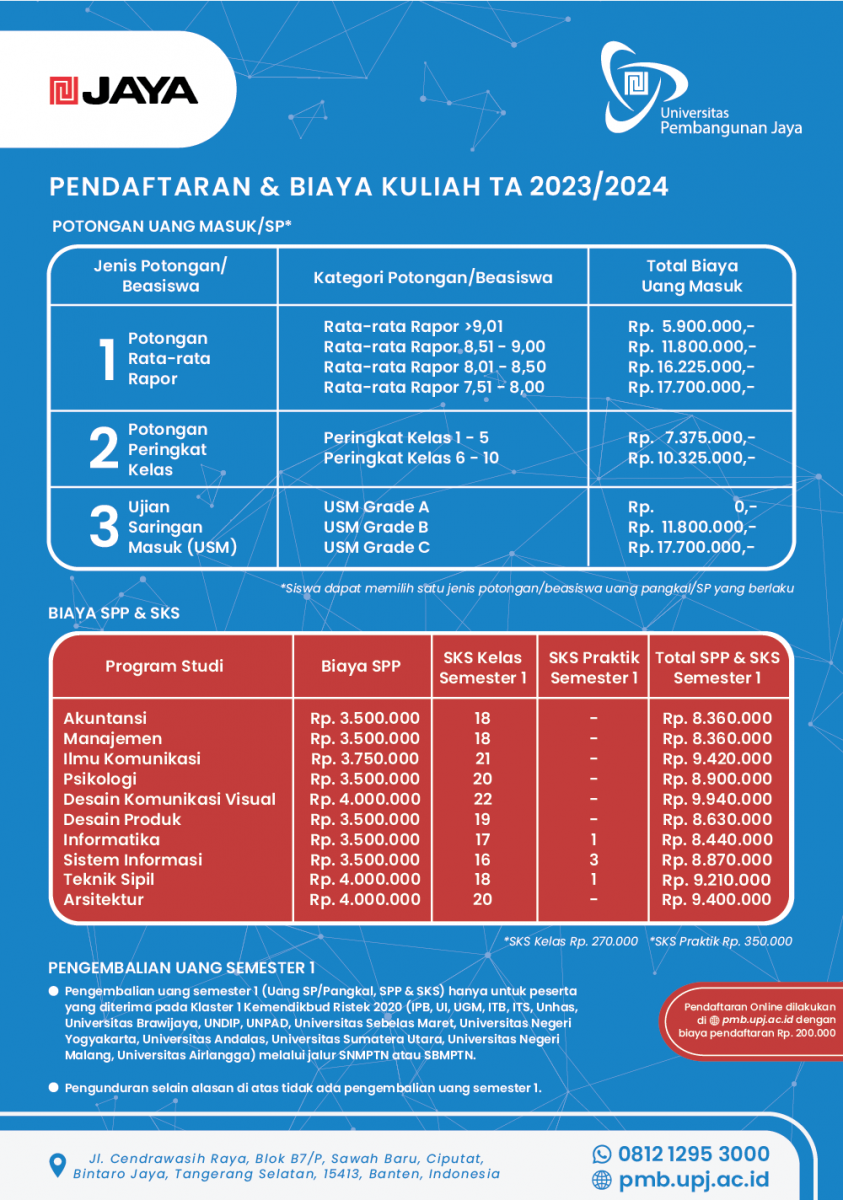 JAYA
Universitas
Pembangunan Jaya
PENDAFTARAN & BIAYA KULIAH TA 2023/2024
POTONGAN UANG MASUK/SP*
Jenis Potongan/
Beasiswa
Kategori Potongan/Beasiswa
Total Biaya
Uang Masuk
1
Potongan
Rata-rata
Rapor
Rata-rata Rapor >9,01 Rp. 5.900.000,-
Rata-rata Rapor 8,51 - 9,00 Rp. 11.800.000,-
Rata-rata Rapor 8,01 - 8,50 Rp. 16.225.000,-
Rata-rata Rapor 7,51 - 8,00 Rp. 17.700.000,-
2
Potongan
Peringkat
Kelas
Peringkat Kelas 1 - 5 Rp. 7.375.000,-
Peringkat Kelas 6 - 10 Rp. 10.325.000,-
3
Ujian
Saringan
Masuk (USM)
USM Grade A Rp. 0,-
USM Grade B Rp. 11.800.000,-
USM Grade C Rp. 17.700.000,-
*Siswa dapat memilih satu jenis potongan/beasiswa uang pangkal/SP yang berlaku
BIAYA SPP & SKS
Program Studi
Biaya SPP
SKS Kelas
Semester 1
SKS Praktik
Semester 1
Total SPP & SKS
Semester 1
Akuntansi Rp. 3.500.000 18 - Rp. 8.360.000
Manajemen Rp. 3.500.000 18 - Rp. 8.360.000
Ilmu Komunikasi Rp. 3.750.000 21 - Rp. 9.420.000
Psikologi Rp. 3.500.000 20 - Rp. 8.900.000
Desain Komunikasi Visual Rp. 4.000.000 22 - Rp. 9.940.000
Desain Produk Rp. 3.500.000 19 - Rp. 8.630.000
Informatika Rp. 3.500.000 17 1 Rp. 8.440.000
Sistem Informasi Rp. 3.500.000 16 3 Rp. 8.870.000
Teknik Sipil Rp. 4.000.000 18 1 Rp. 9.210.000
Arsitektur Rp. 4.000.000 20 - Rp. 9.400.000
*SKS Kelas Rp. 270.000 *SKS Praktik Rp. 350.000
PENGEMBALIAN UANG SEMESTER 1
● Pengembalian uang semester 1 (Uang SP/Pangkal, SPP & SKS) hanya untuk peserta
yang diterima pada Klaster 1 Kemendikbud Ristek 2020 (IPB, UI, UGM, ITB, ITS, Unhas,
Universitas Brawijaya, UNDIP, UNPAD, Universitas Sebelas Maret, Universitas Negeri
Yogyakarta, Universitas Andalas, Universitas Sumatera Utara, Universitas Negeri
Malang, Universitas Airlangga) melalui jalur SNMPTN atau SBMPTN.
● Pengunduran selain alasan di atas tidak ada pengembalian uang semester 1.
Pendaftaran Online dilakukan
di pmb.upj.ac.id dengan
biaya pendaftaran Rp. 200.000
Jl. Cendrawasih Raya, Blok B7/P, Sawah Baru, Ciputat,
Bintaro Jaya, Tangerang Selatan, 15413, Banten, Indonesia
0812 1295 3000
pmb.upj.ac.id